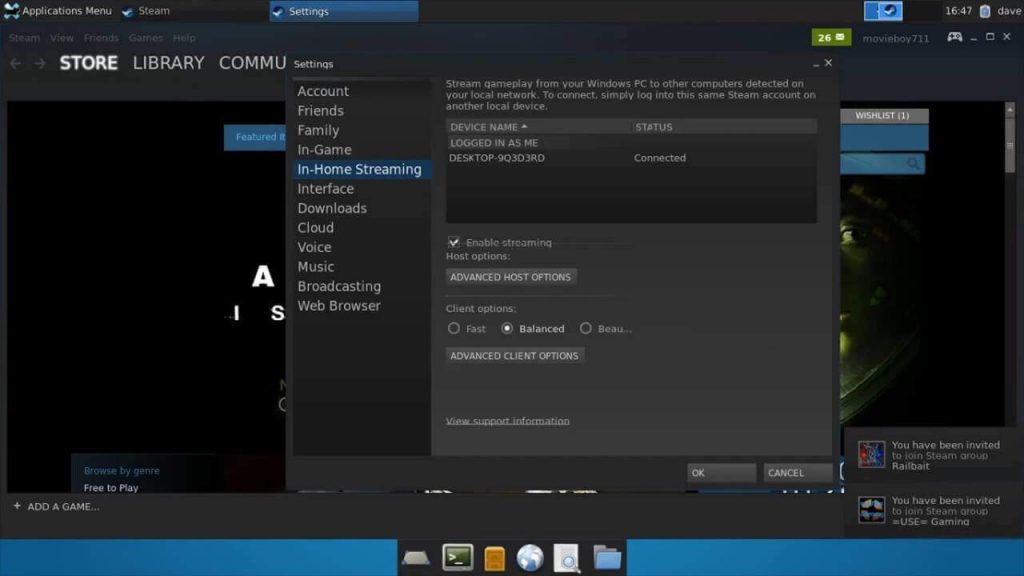 Applications Menu
Steam
Settings
16:47
dave
Steam View Friends Games Help
26
movieboy711
STORE LIBRARY COMMU
Settings
Account
Friends
Family
In-Game
In-Home Streaming
Interface
Downloads
Cloud
Voice
Music
Broadcasting
Web Browser
Stream gameplay from your Windows PC to other computers detected on
your local network. To connect, simply log into this same Steam account on
another local device.
DEVICE NAME STATUS
LOGGED IN AS ME
DESKTOP-9Q3D3RD Connected
Enable streaming
Host options:
ADVANCED HOST OPTIONS
Client options:
Fast Balanced Beau...
ADVANCED CLIENT OPTIONS
View support information
OK CANCEL
WISHLIST (1)
Featured It
A
I S
Browse by genre
Free to Play
+ ADD A GAME...
You have been invited
to join Steam group
Railbait
You have been invited
to join Steam group
=USE= Gaming